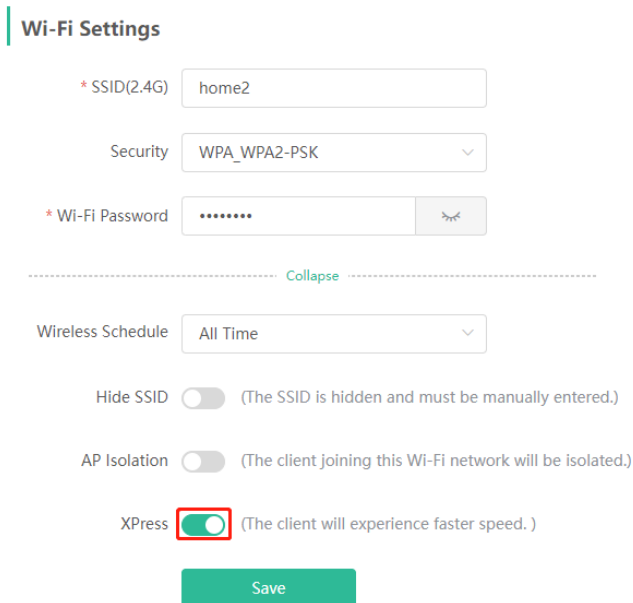 Wi-Fi Settings
* SSID(2.4G) home2
Security WPA_WPA2-PSK
* Wi-Fi Password ••••••••
Collapse
Wireless Schedule All Time
Hide SSID (The SSID is hidden and must be manually entered.)
AP Isolation (The client joining this Wi-Fi network will be isolated.)
XPress (The client will experience faster speed. )
Save